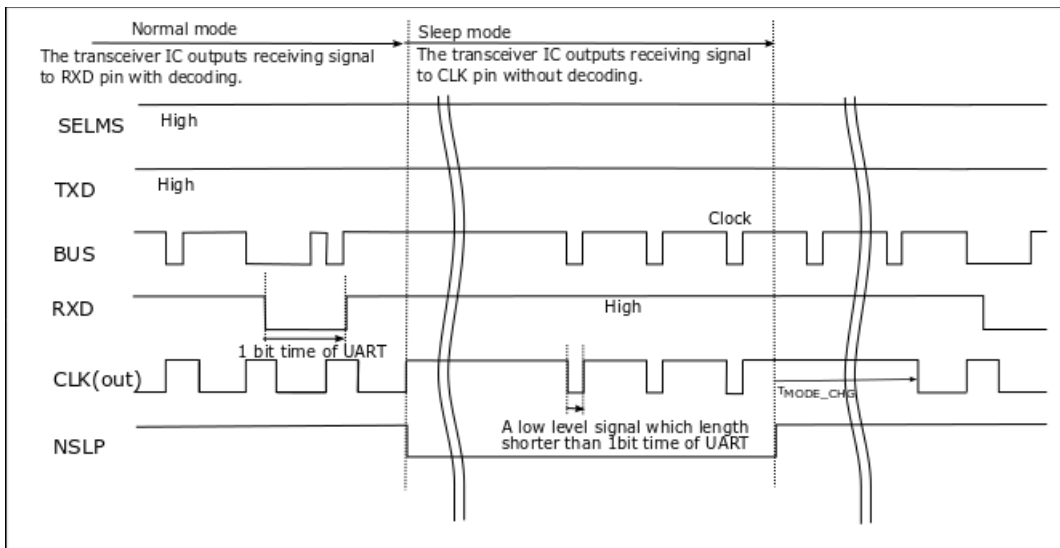 Normal mode
Sleep mode
The transceiver IC outputs receiving signal
to RXD pin with decoding.
The transceiver IC outputs receiving signal
to CLK pin without decoding.
SELMS
High
TXD
High
Clock
BUS
RXD
High
1 bit time of UART
CLK(out)
TMODE_CHG
A low level signal which length
shorter than 1bit time of UART
NSLP